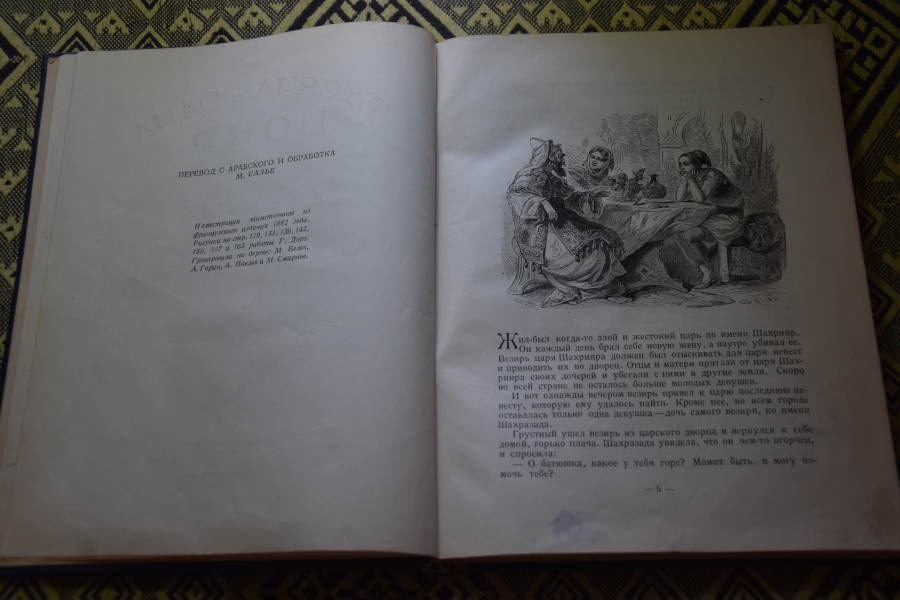 ПЕРЕВОД С АРАБСКОГО И ОБРАБОТКА
М. САЛЬЕ
Иллюстрации заимствованы из
французского издания 1882 года.
Рисунки на стр. 129, 133, 139, 142,
150, 157 и 163 работы Г. Дорэ.
Гравировали на дереве: М. Белов,
А. Горин, А. Павлов и М. Смирнов.
Жил-был когда-то злой и жестокий царь по имени Шахрияр.
Он каждый день брал себе новую жену, а наутро убивал ее.
Везирь царя Шахрияра должен был отыскивать для царя невест
и приводить их во дворец. Отцы и матери прятали от царя Шах-
рияра своих дочерей и убегали с ними в другие земли. Скоро
во всей стране не осталось больше молодых девушек.
И вот однажды вечером везирь привел к царю последнюю не-
весту, которую ему удалось найти. Кроме нее, во всем городе
оставалась только одна девушка — дочь самого везиря, по имени
Шахразада.
Грустный ушел везирь из царского дворца и вернулся к себе
домой, горько плача. Шахразада увидела, что он чем-то огорчен,
и спросила:
— О батюшка, какое у тебя горе? Может быть, я могу по-
мочь тебе?
— 5 —